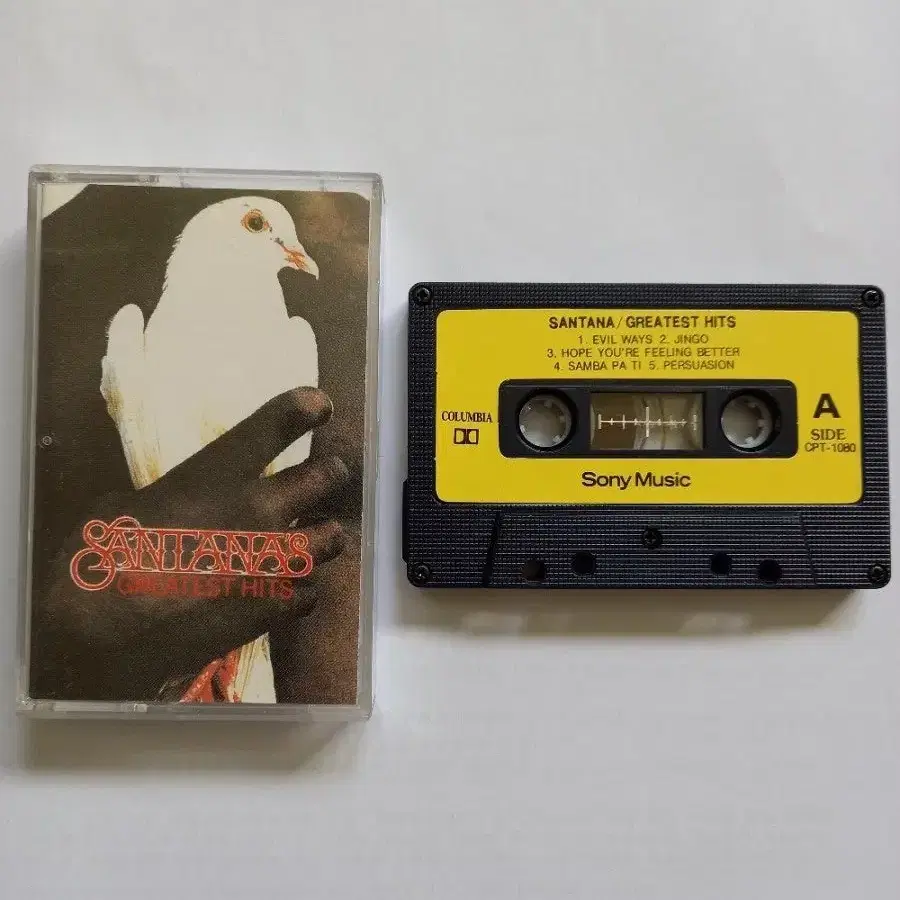 SANTANA'S
GREATEST HITS
SANTANA/GREATEST HITS
1. EVIL WAYS 2. JINGO
3. HOPE YOU'RE FEELING BETTER
4. SAMBA PA TI 5. PERSUASION
COLUMBIA
A
SIDE
CPT-1080
Sony Music